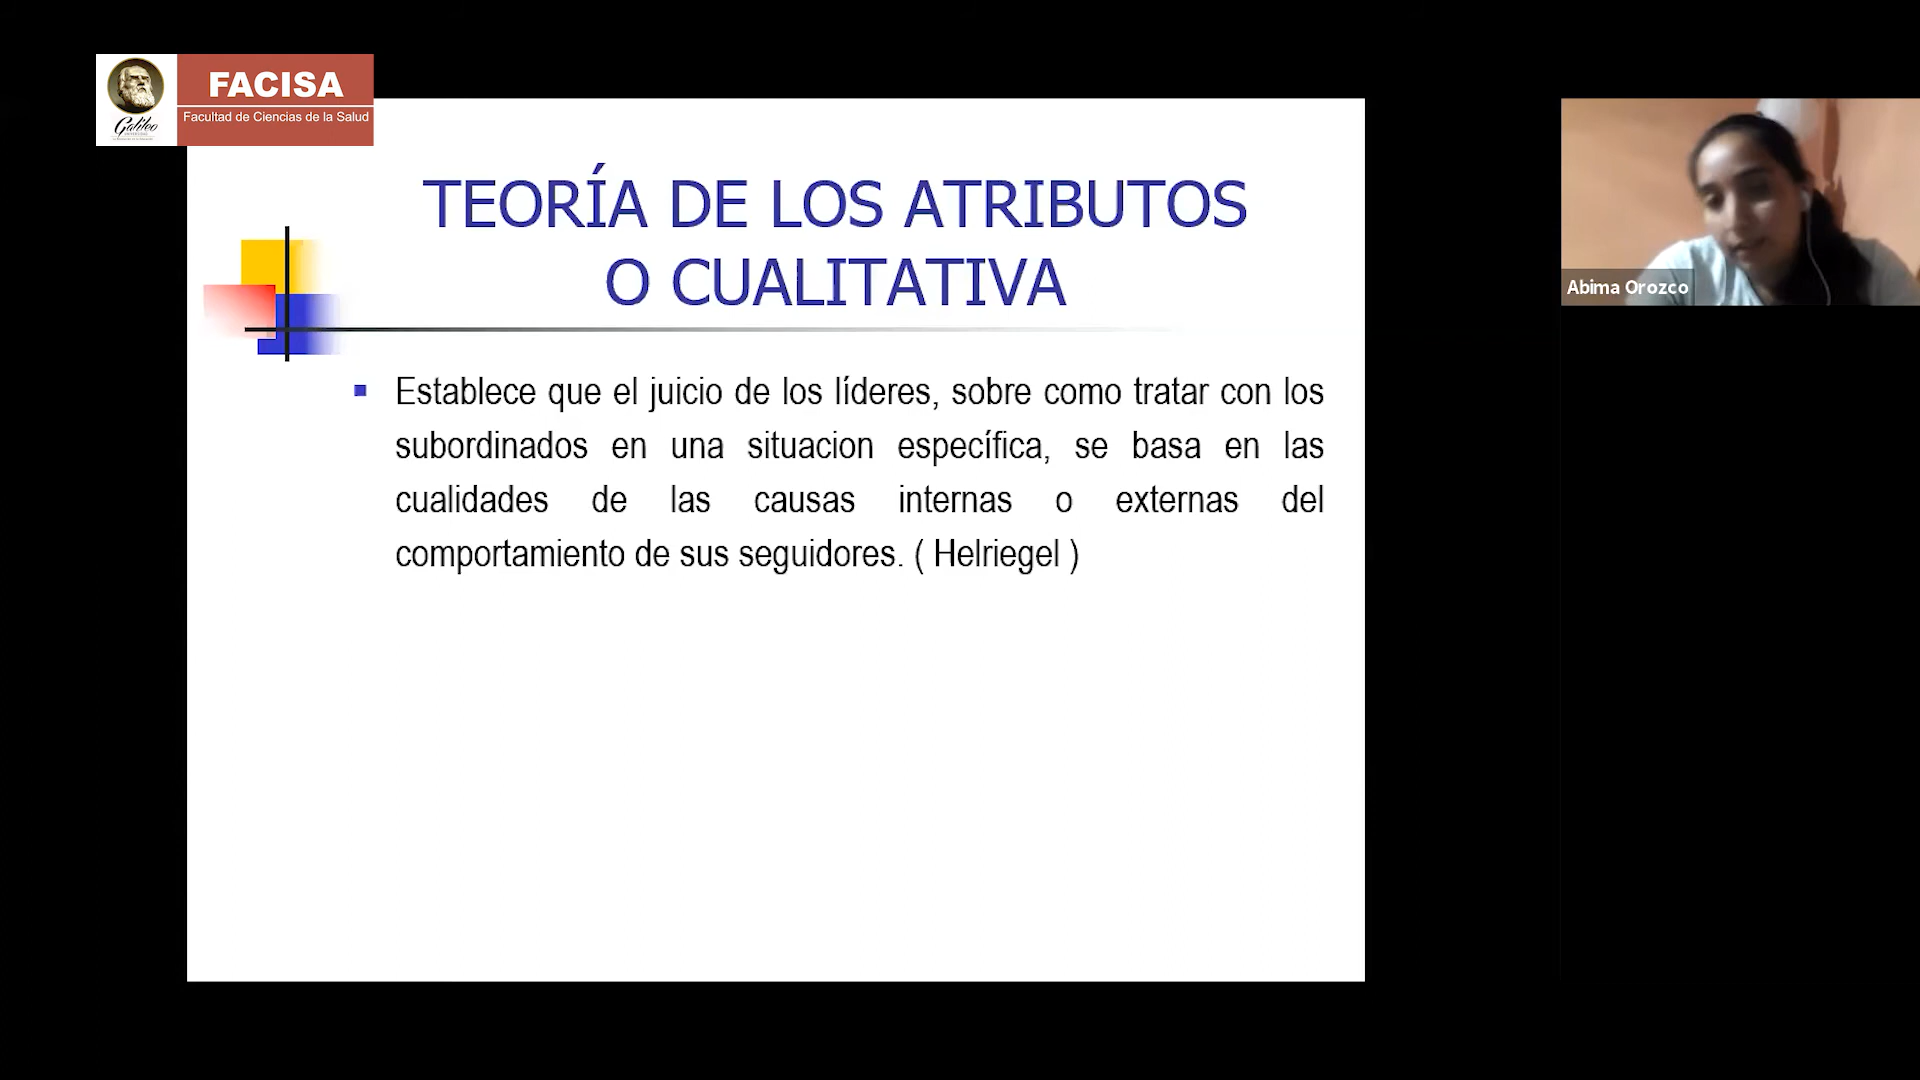 FACISA
Facultad de Ciencias de la Salud
Galileo
TEORÍA DE LOS ATRIBUTOS
O CUALITATIVA
Establece que el juicio de los líderes, sobre como tratar con los
subordinados en una situacion específica, se basa en las
cualidades de las causas internas o externas del
comportamiento de sus seguidores. ( Helriegel )
Abima Orozco